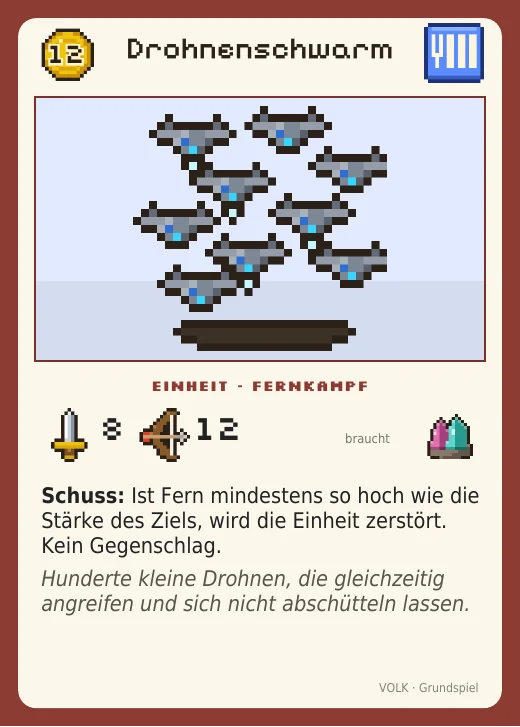 12 Drohnenschwarm VIII
EINHEIT · FERNKAMPF
8 12 braucht
Schuss: Ist Fern mindestens so hoch wie die
Stärke des Ziels, wird die Einheit zerstört.
Kein Gegenschlag.
Hunderte kleine Drohnen, die gleichzeitig
angreifen und sich nicht abschütteln lassen.
VOLK · Grundspiel